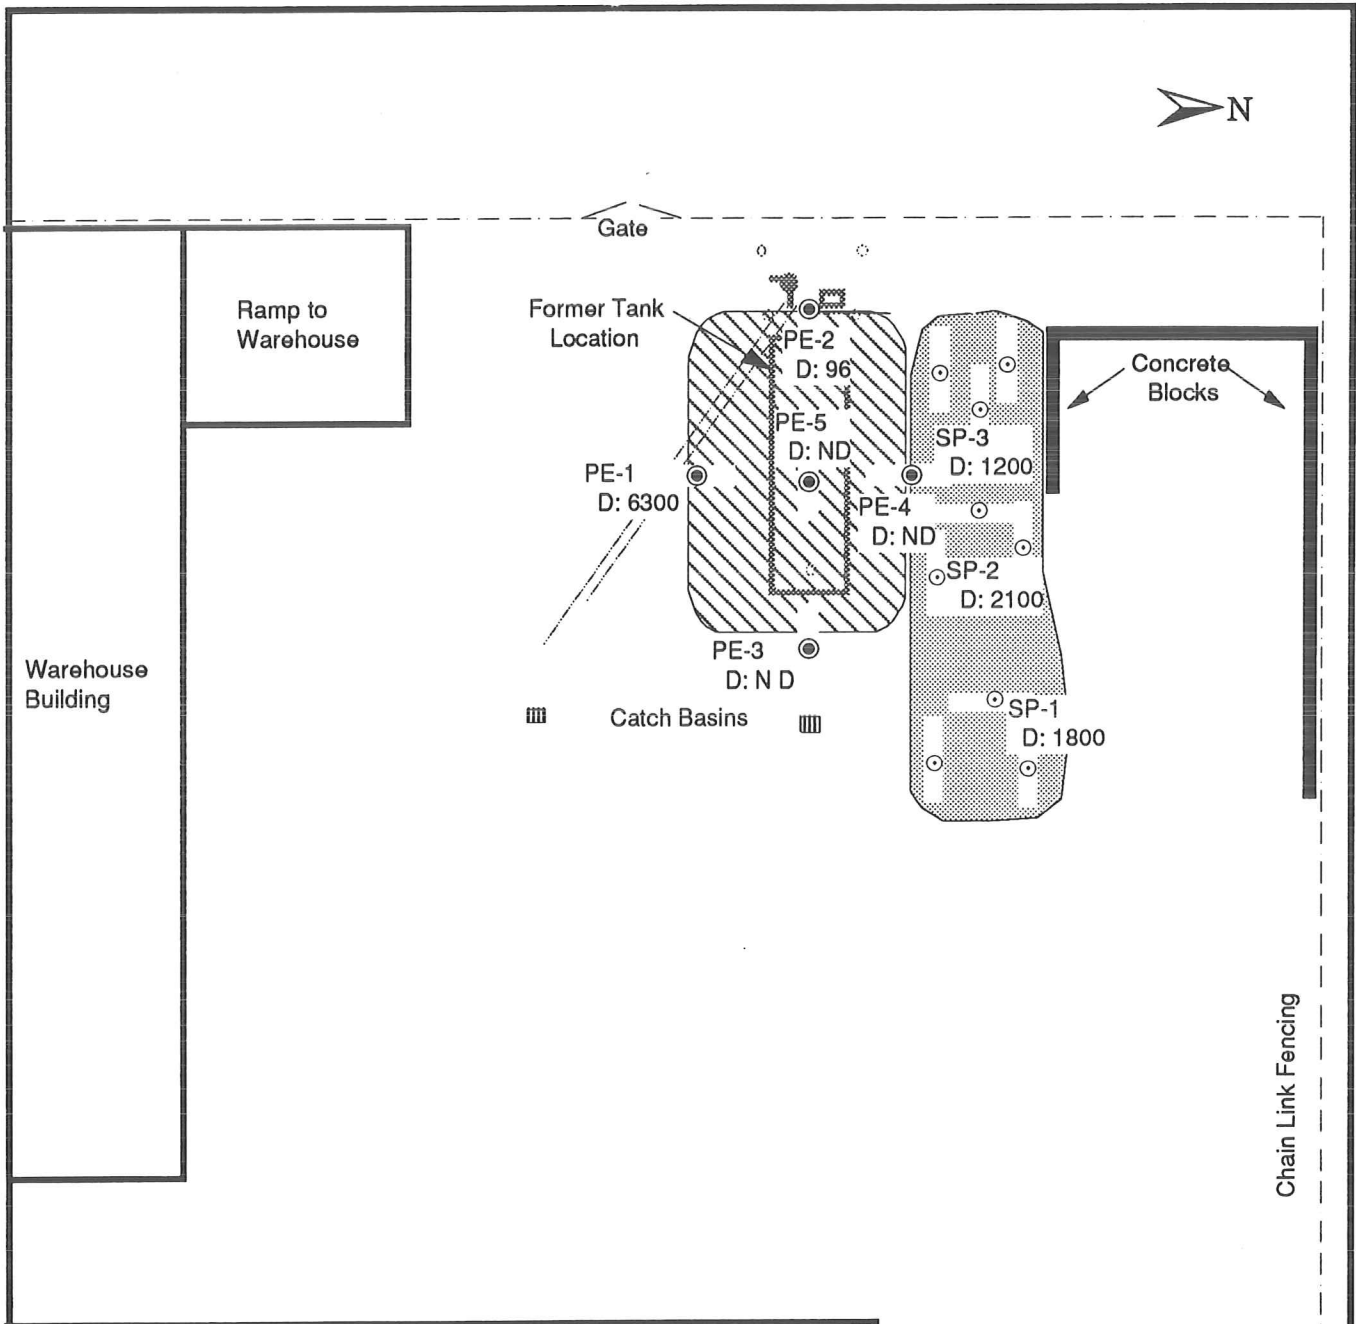 N
Gate
Ramp to
Warehouse
Former Tank
Location
PE-2
D: 96
Concrete
Blocks
PE-5
D: ND
SP-3
D: 1200
PE-1
D: 6300
PE-4
D: ND
SP-2
D: 2100
PE-3
D: N D
Warehouse
Building
Catch Basins
SP-1
D: 1800
Chain Link Fencing